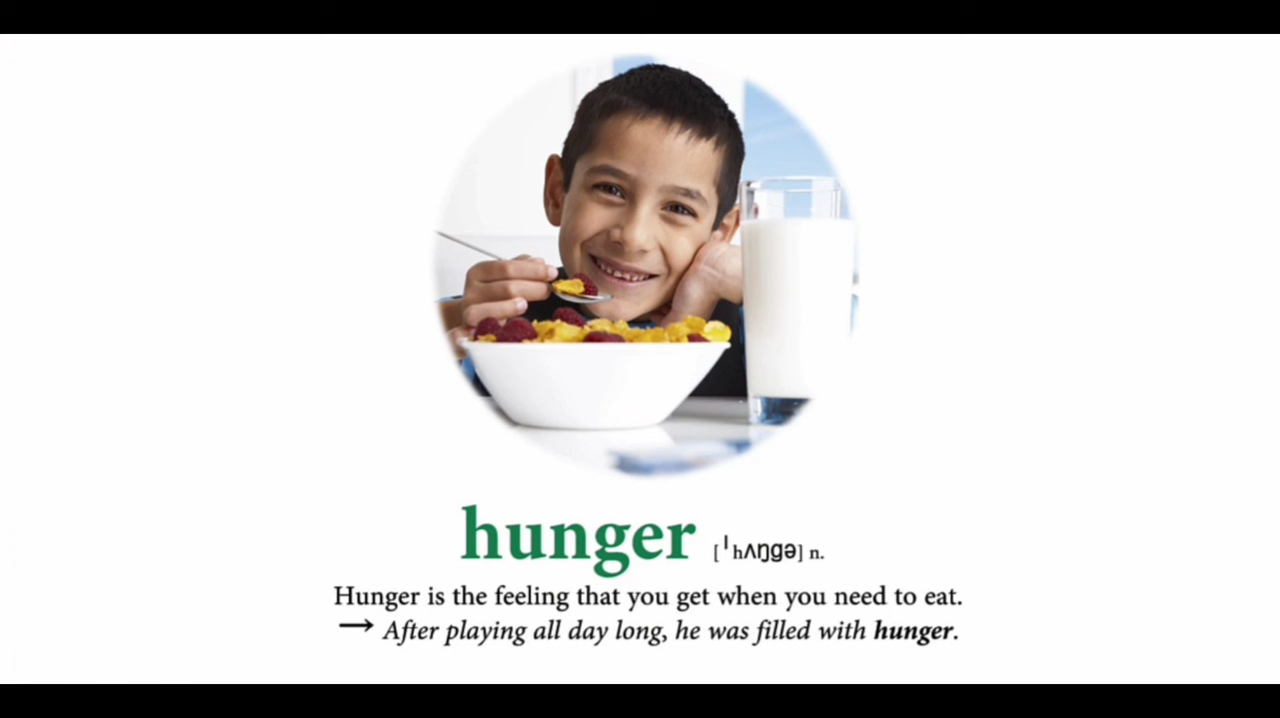 hunger [ˈhʌŋgə] n.
Hunger is the feeling that you get when you need to eat.
→ After playing all day long, he was filled with hunger.